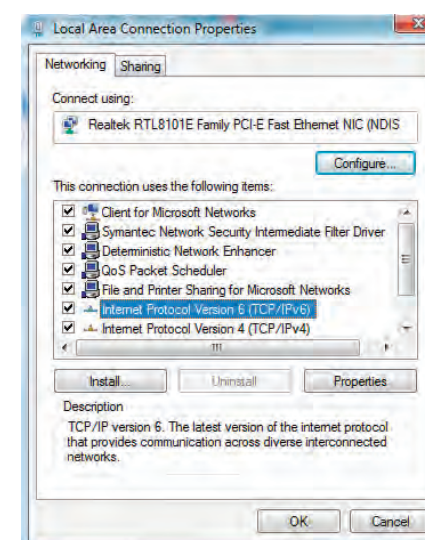 Local Area Connection Properties
Networking
Sharing
Connect using:
Realtek RTL8101E Family PCI-E Fast Ethernet NIC (NDIS
Configure...
This connection uses the following items:
Client for Microsoft Networks
Symantec Network Security Intermediate Filter Driver
Deterministic Network Enhancer
QoS Packet Scheduler
File and Printer Sharing for Microsoft Networks
Internet Protocol Version 6 (TCP/IPv6)
Internet Protocol Version 4 (TCP/IPv4)
Install...
Uninstall
Properties
Description
TCP/IP version 6. The latest version of the internet protocol
that provides communication across diverse interconnected
networks.
OK
Cancel